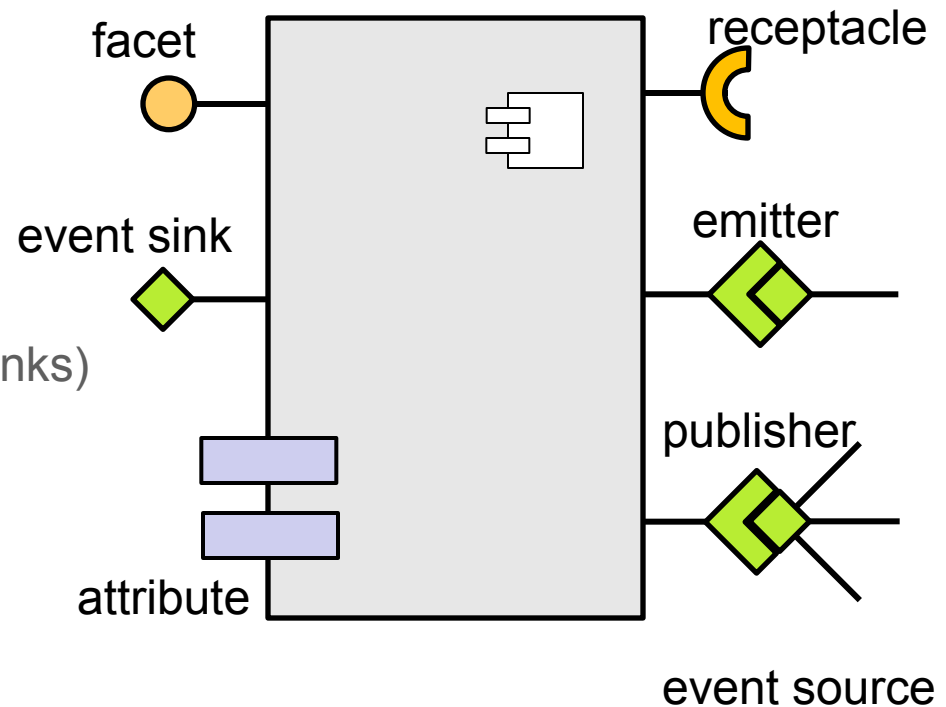 facet
receptacle
event sink
emitter
nks)
publisher
attribute
event source